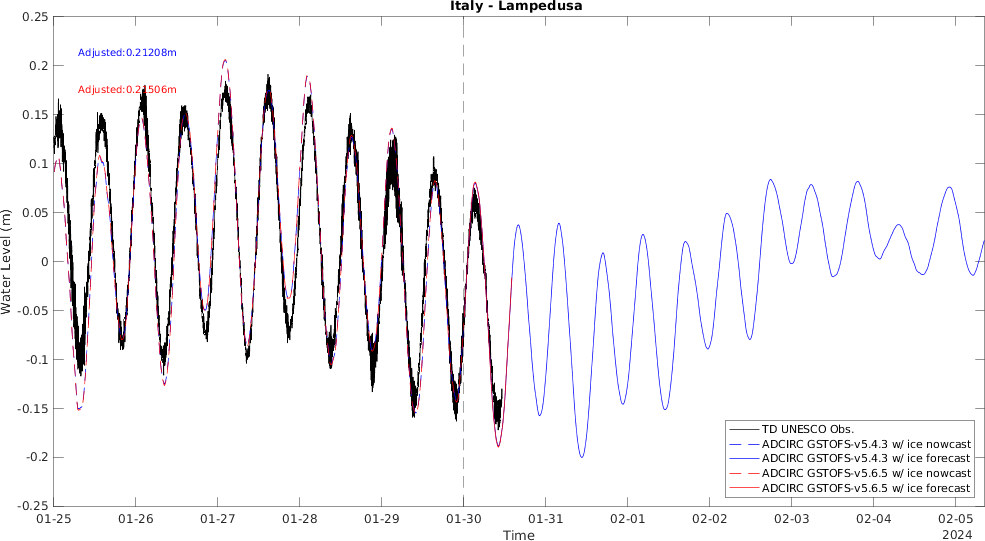 Italy - Lampedusa
0.25
0.2
0.15
0.1
0.05
0
-0.05
-0.1
-0.15
-0.2
-0.25
Water Level (m)
Adjusted:0.21208m
Adjusted:0.21506m
TD UNESCO Obs.
ADCIRC GSTOFS-v5.4.3 w/ ice nowcast
ADCIRC GSTOFS-v5.4.3 w/ ice forecast
ADCIRC GSTOFS-v5.6.5 w/ ice nowcast
ADCIRC GSTOFS-v5.6.5 w/ ice forecast
01-25 01-26 01-27 01-28 01-29 01-30 01-31 02-01 02-02 02-03 02-04 02-05
Time
2024